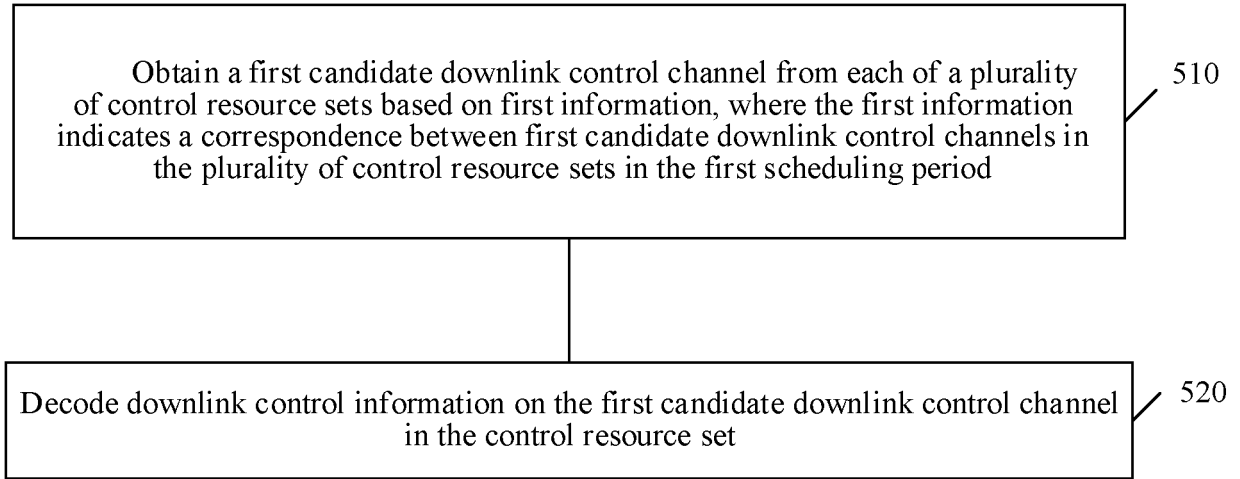 Obtain a first candidate downlink control channel from each of a plurality
of control resource sets based on first information, where the first information
indicates a correspondence between first candidate downlink control channels in
the plurality of control resource sets in the first scheduling period
510
Decode downlink control information on the first candidate downlink control channel
in the control resource set
520